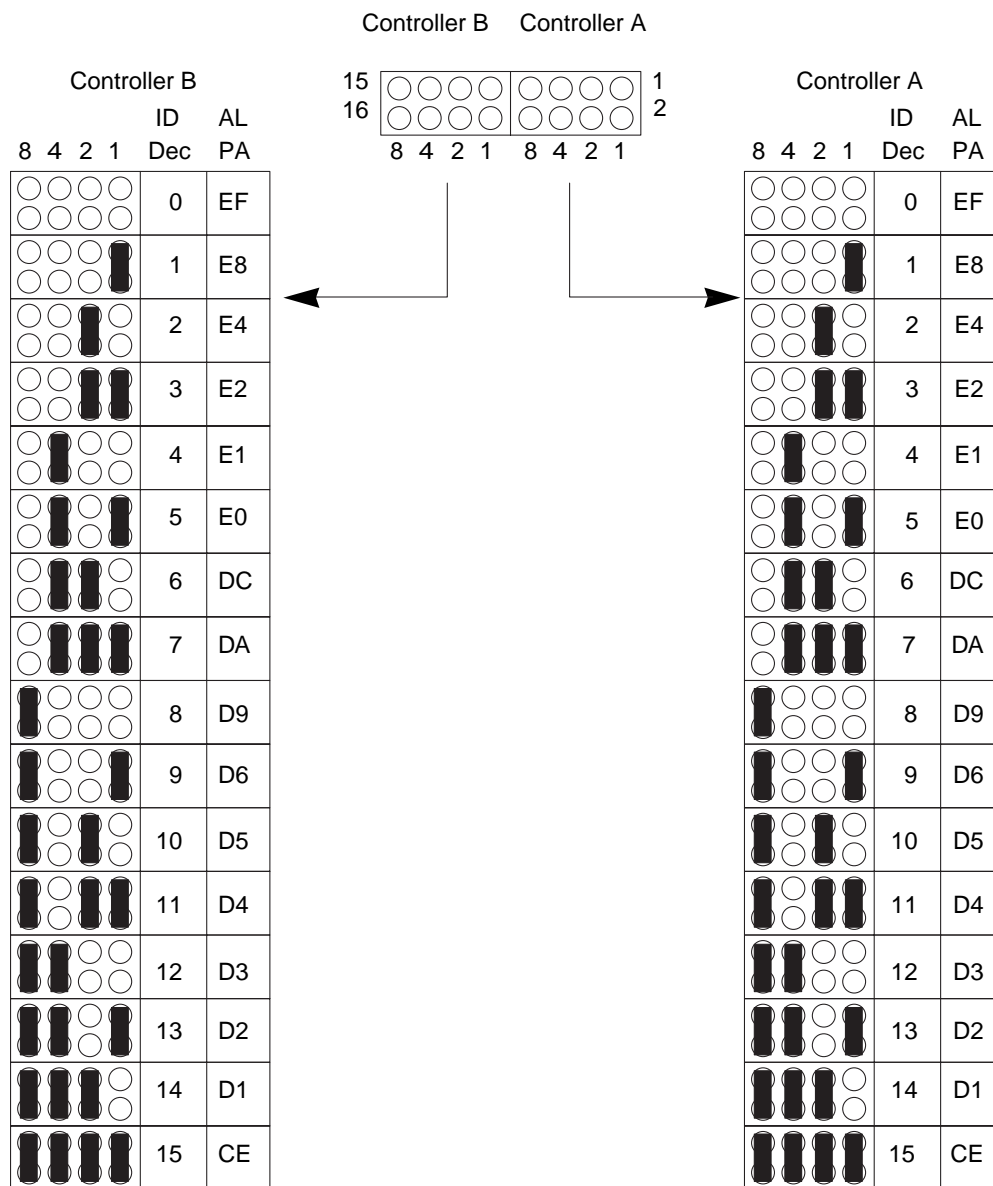 Controller B Controller A
15 1
16 2
8 4 2 1 8 4 2 1
Controller B
ID AL
8 4 2 1 Dec PA
0 EF
1 E8
2 E4
3 E2
4 E1
5 E0
6 DC
7 DA
8 D9
9 D6
10 D5
11 D4
12 D3
13 D2
14 D1
15 CE
Controller A
ID AL
8 4 2 1 Dec PA
0 EF
1 E8
2 E4
3 E2
4 E1
5 E0
6 DC
7 DA
8 D9
9 D6
10 D5
11 D4
12 D3
13 D2
14 D1
15 CE